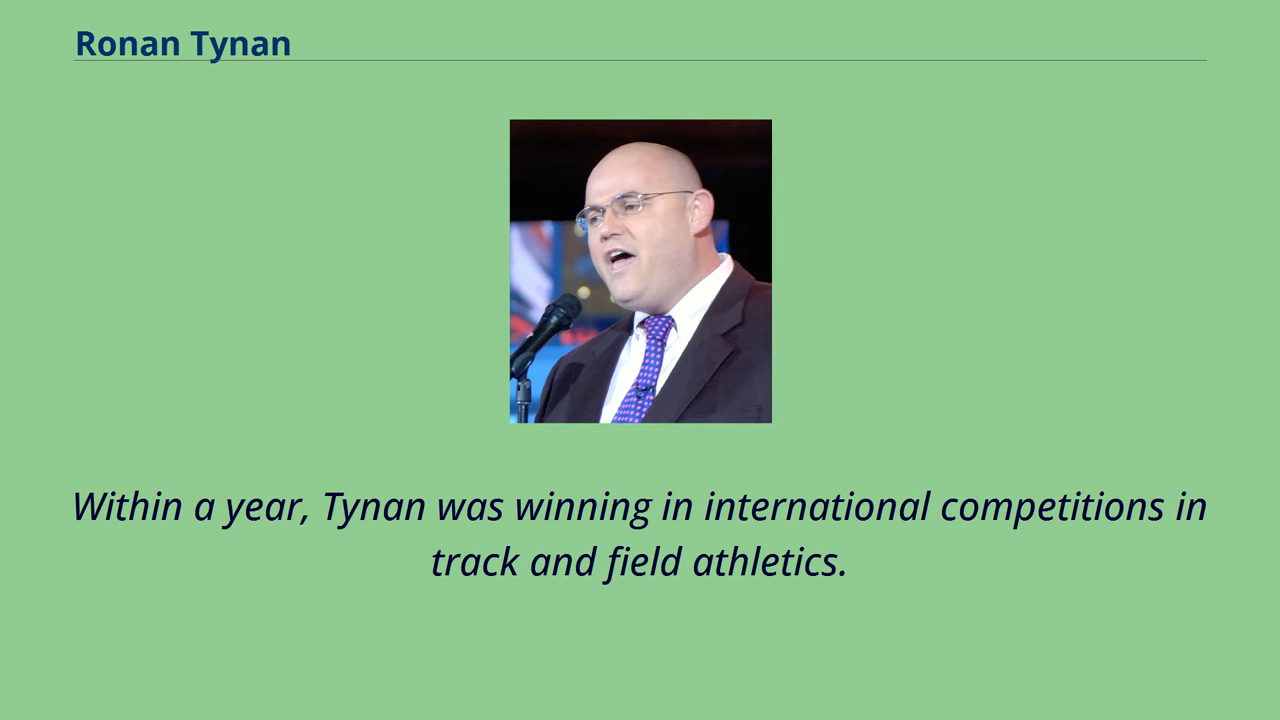 Ronan Tynan
Within a year, Tynan was winning in international competitions in
track and field athletics.